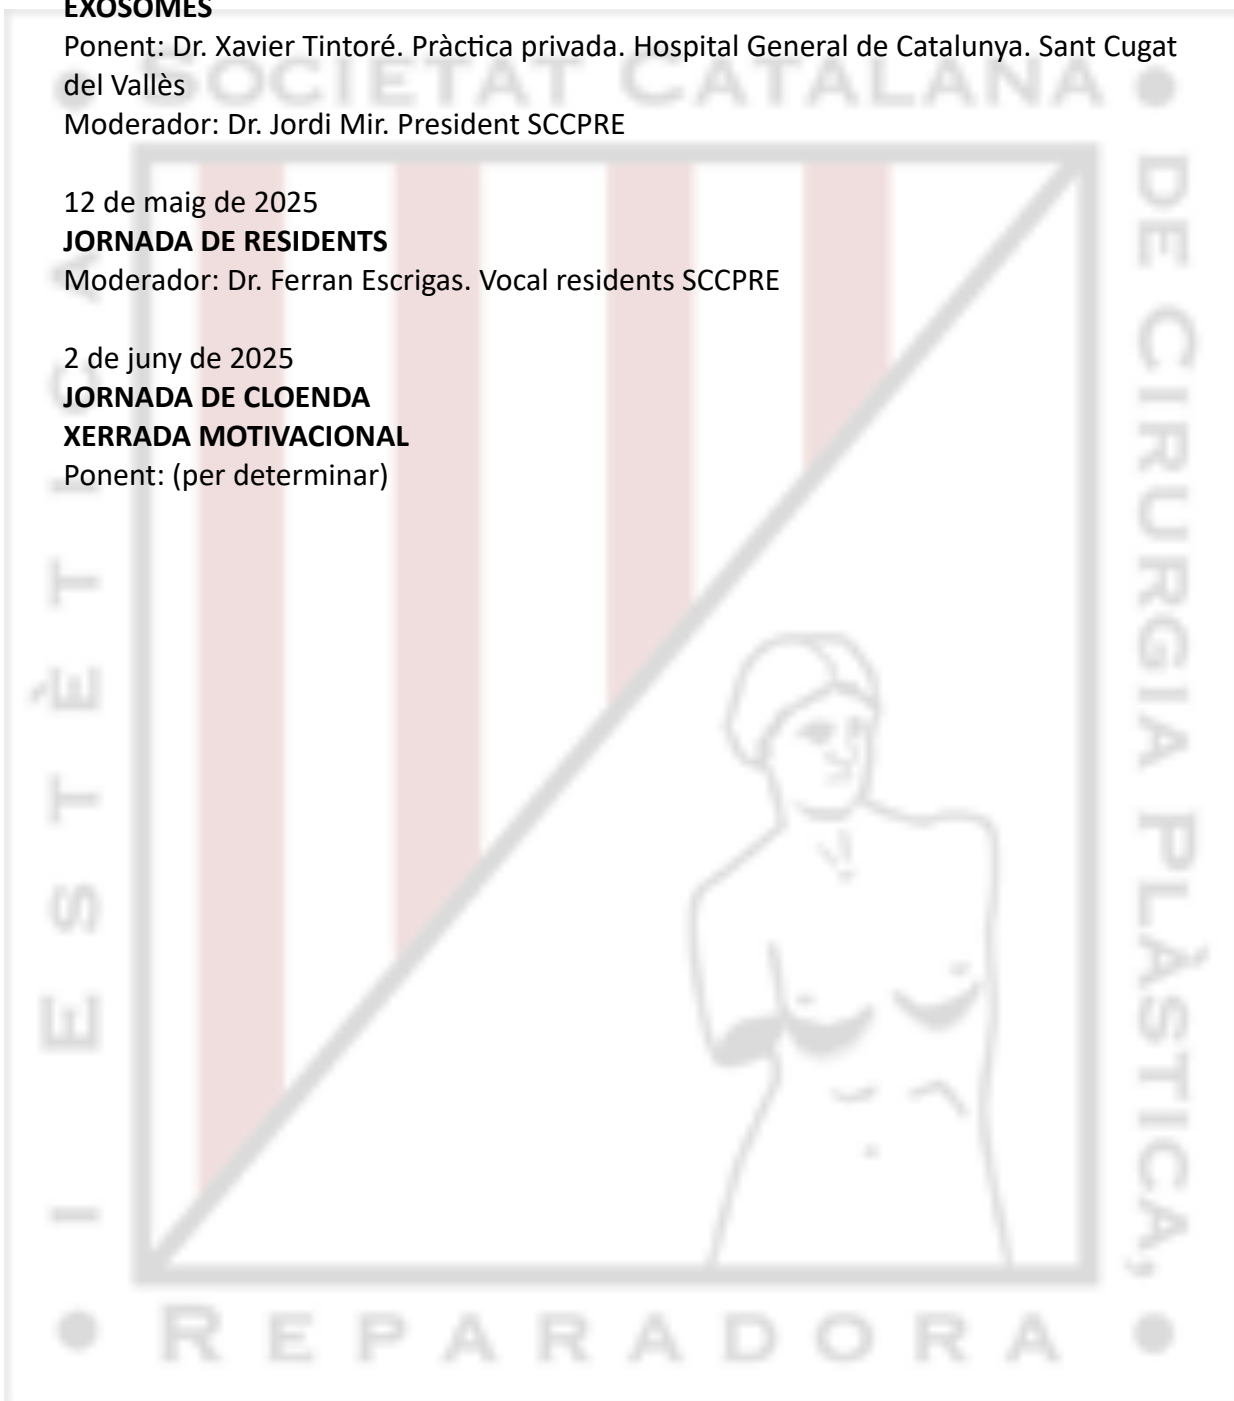 EXOSOMES
Ponent: Dr. Xavier Tintoré. Pràctica privada. Hospital General de Catalunya. Sant Cugat
del Vallès
Moderador: Dr. Jordi Mir. President SCCPRE
12 de maig de 2025
JORNADA DE RESIDENTS
Moderador: Dr. Ferran Escrigas. Vocal residents SCCPRE
2 de juny de 2025
JORNADA DE CLOENDA
XERRADA MOTIVACIONAL
Ponent: (per determinar)
SOCIETAT CATALANA
DE CIRURGIA PLÀSTICA,
REPARADORA
I ESTÈTICA